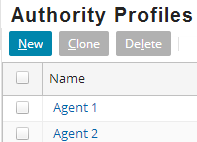 Authority Profiles
New Clone Delete
Name
Agent 1
Agent 2